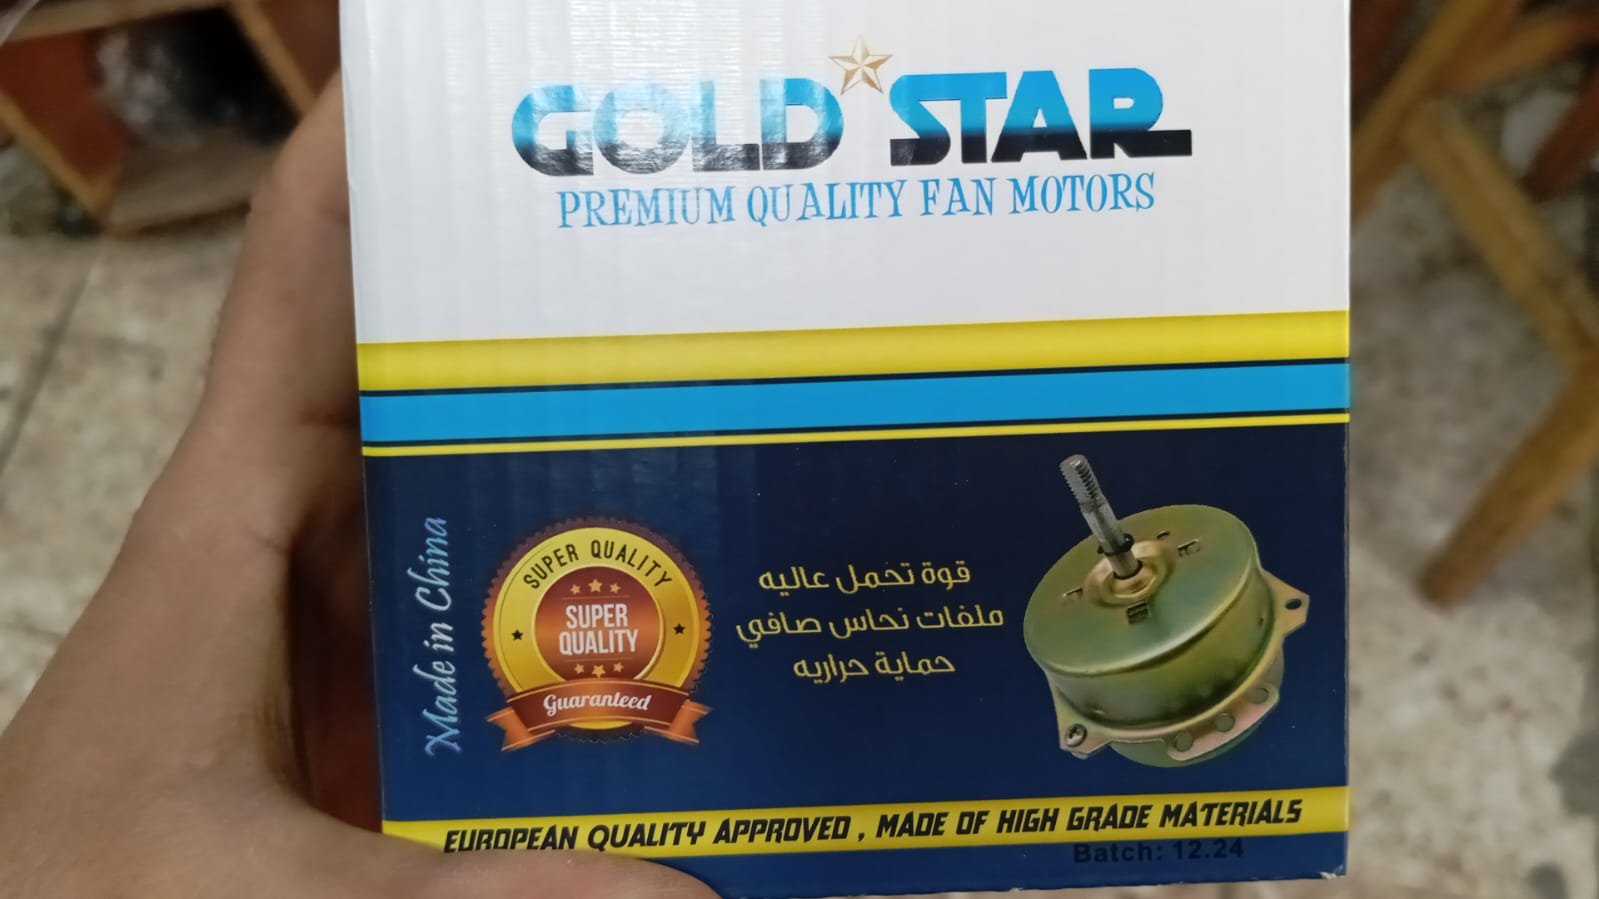 GOLD STAR
PREMIUM QUALITY FAN MOTORS
Made in China
SUPER QUALITY
SUPER
QUALITY
Guaranteed
قوة تحمل عاليه
ملفات نحاس صافي
حماية حراريه
EUROPEAN QUALITY APPROVED , MADE OF HIGH GRADE MATERIALS
Batch: 12.24